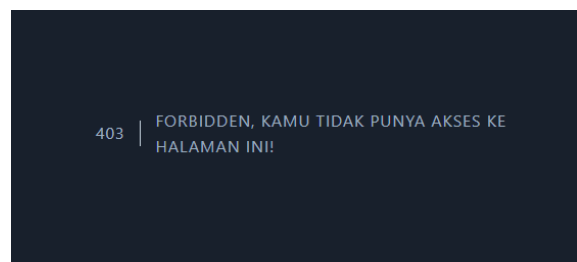 403
FORBIDDEN, KAMU TIDAK PUNYA AKSES KE
HALAMAN INI!